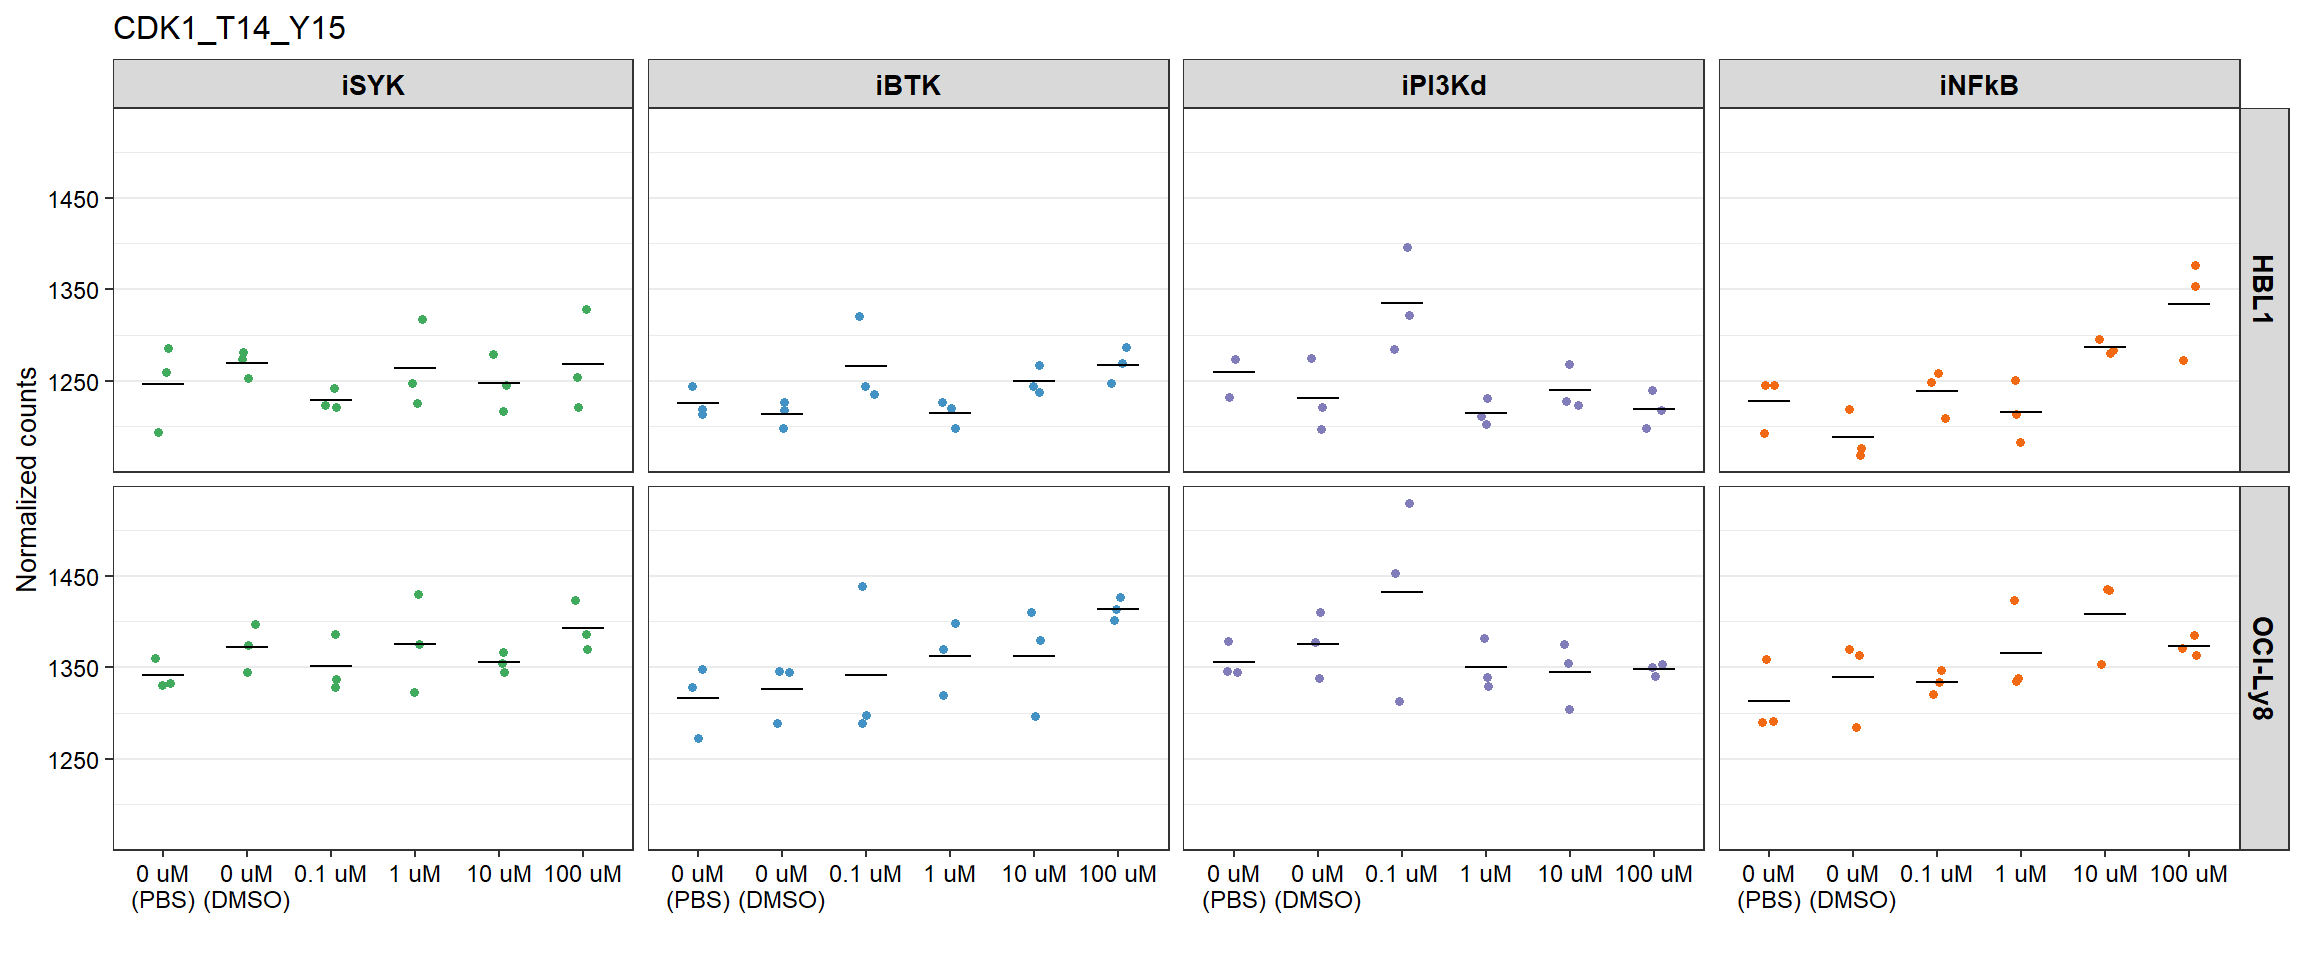 CDK1_T14_Y15
iSYK
iBTK
iPI3Kd
iNFkB
Normalized counts
1450
1350
1250
HBL1
1450
1350
1250
OCI-Ly8
0 uM (PBS)
0 uM (DMSO)
0.1 uM
1 uM
10 uM
100 uM
0 uM (PBS)
0 uM (DMSO)
0.1 uM
1 uM
10 uM
100 uM
0 uM (PBS)
0 uM (DMSO)
0.1 uM
1 uM
10 uM
100 uM
0 uM (PBS)
0 uM (DMSO)
0.1 uM
1 uM
10 uM
100 uM